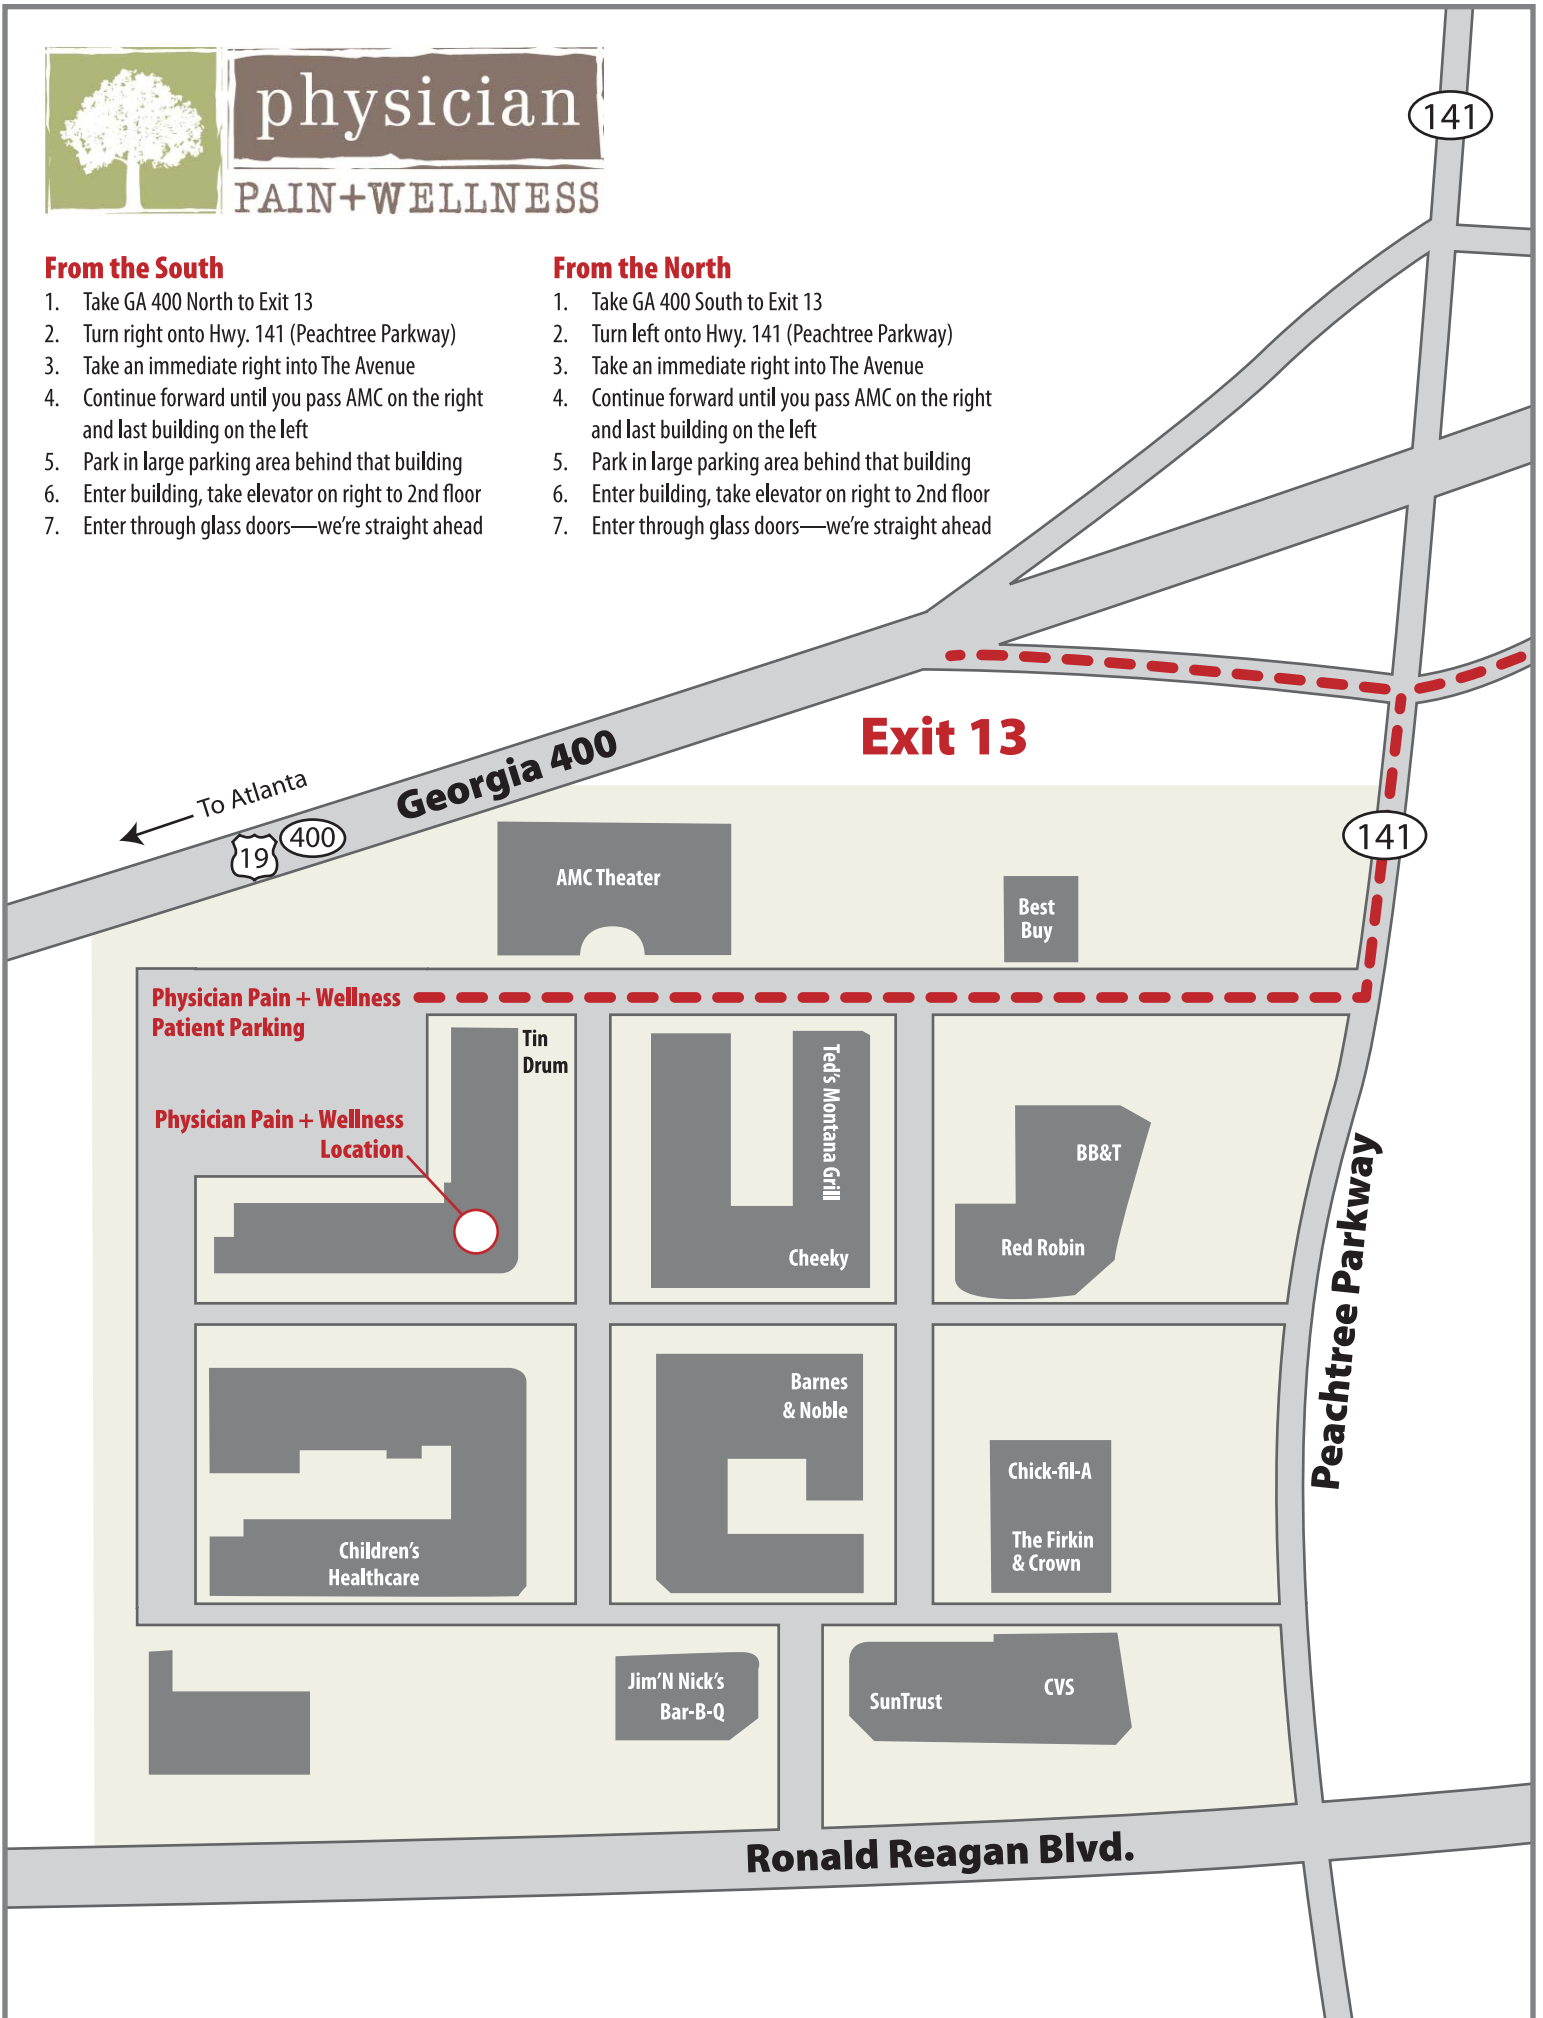 physician
PAIN+WELLNESS
From the South
1. Take GA 400 North to Exit 13
2. Turn right onto Hwy. 141 (Peachtree Parkway)
3. Take an immediate right into The Avenue
4. Continue forward until you pass AMC on the right
and last building on the left
5. Park in large parking area behind that building
6. Enter building, take elevator on right to 2nd floor
7. Enter through glass doors—we're straight ahead
From the North
1. Take GA 400 South to Exit 13
2. Turn left onto Hwy. 141 (Peachtree Parkway)
3. Take an immediate right into The Avenue
4. Continue forward until you pass AMC on the right
and last building on the left
5. Park in large parking area behind that building
6. Enter building, take elevator on right to 2nd floor
7. Enter through glass doors—we're straight ahead
141
Exit 13
Georgia 400
To Atlanta
19
400
141
AMC Theater
Best
Buy
Physician Pain + Wellness
Patient Parking
Tin
Drum
Ted's Montana Grill
Physician Pain + Wellness
Location
BB&T
Cheeky
Red Robin
Peachtree Parkway
Barnes
& Noble
Chick-fil-A
The Firkin
& Crown
Children's
Healthcare
Jim'N Nick's
Bar-B-Q
SunTrust
CVS
Ronald Reagan Blvd.